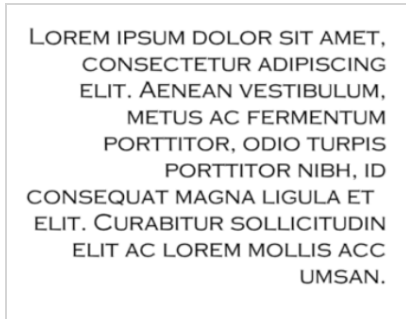 Lorem ipsum dolor sit amet,
consectetur adipiscing
elit. Aenean vestibulum,
metus ac fermentum
porttitor, odio turpis
porttitor nibh, id
consequat magna ligula et
elit. Curabitur sollicitudin
elit ac lorem mollis acc
umsan.